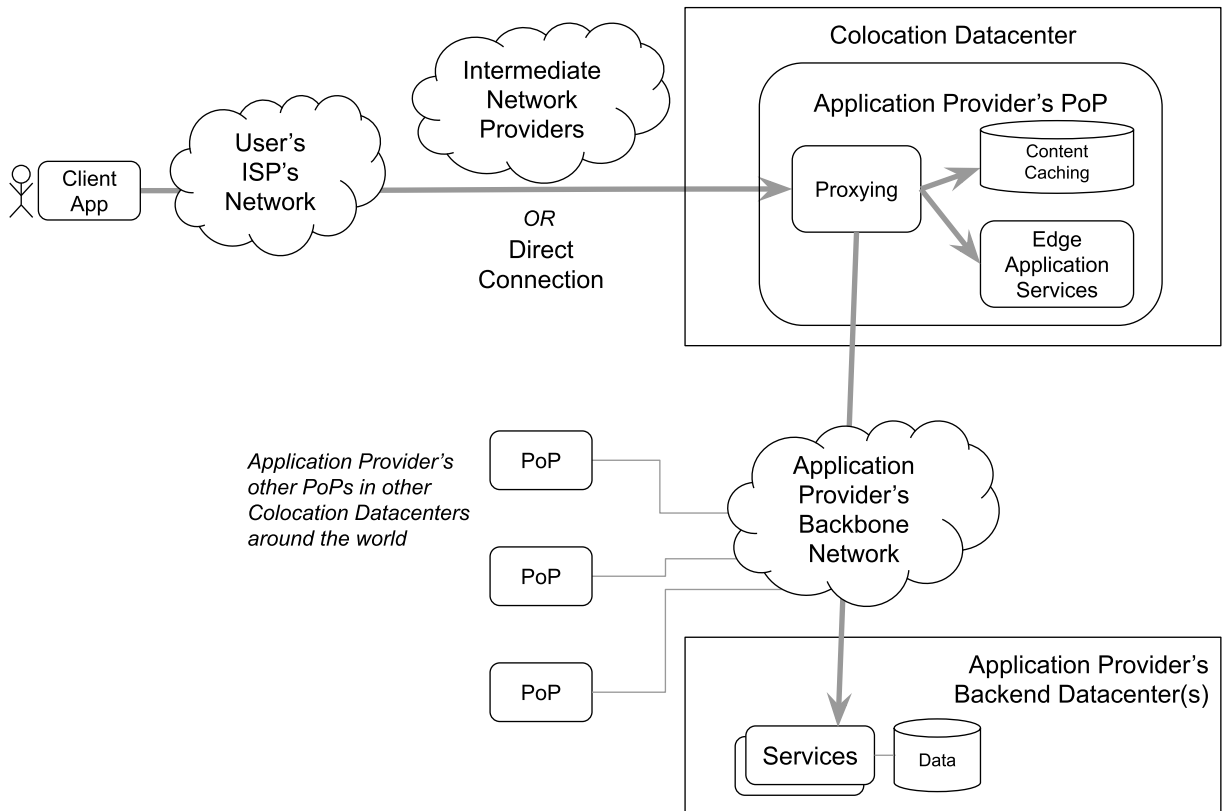 Colocation Datacenter
Intermediate
Network
Providers
Application Provider's PoP
User's
ISP's
Network
Client
App
Proxying
Content
Caching
OR
Direct
Connection
Edge
Application
Services
Application Provider's
other PoPs in other
Colocation Datacenters
around the world
PoP
PoP
PoP
Application
Provider's
Backbone
Network
Application Provider's
Backend Datacenter(s)
Services
Data